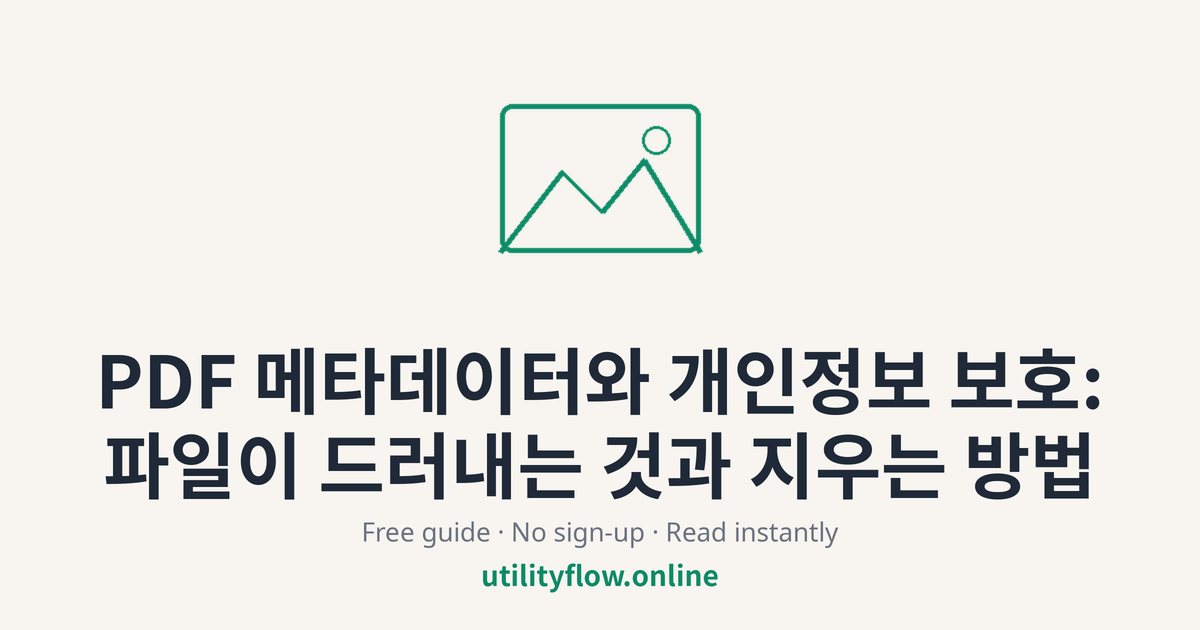 PDF 메타데이터와 개인정보 보호:
파일이 드러내는 것과 지우는 방법
Free guide · No sign-up · Read instantly
utilityflow.online